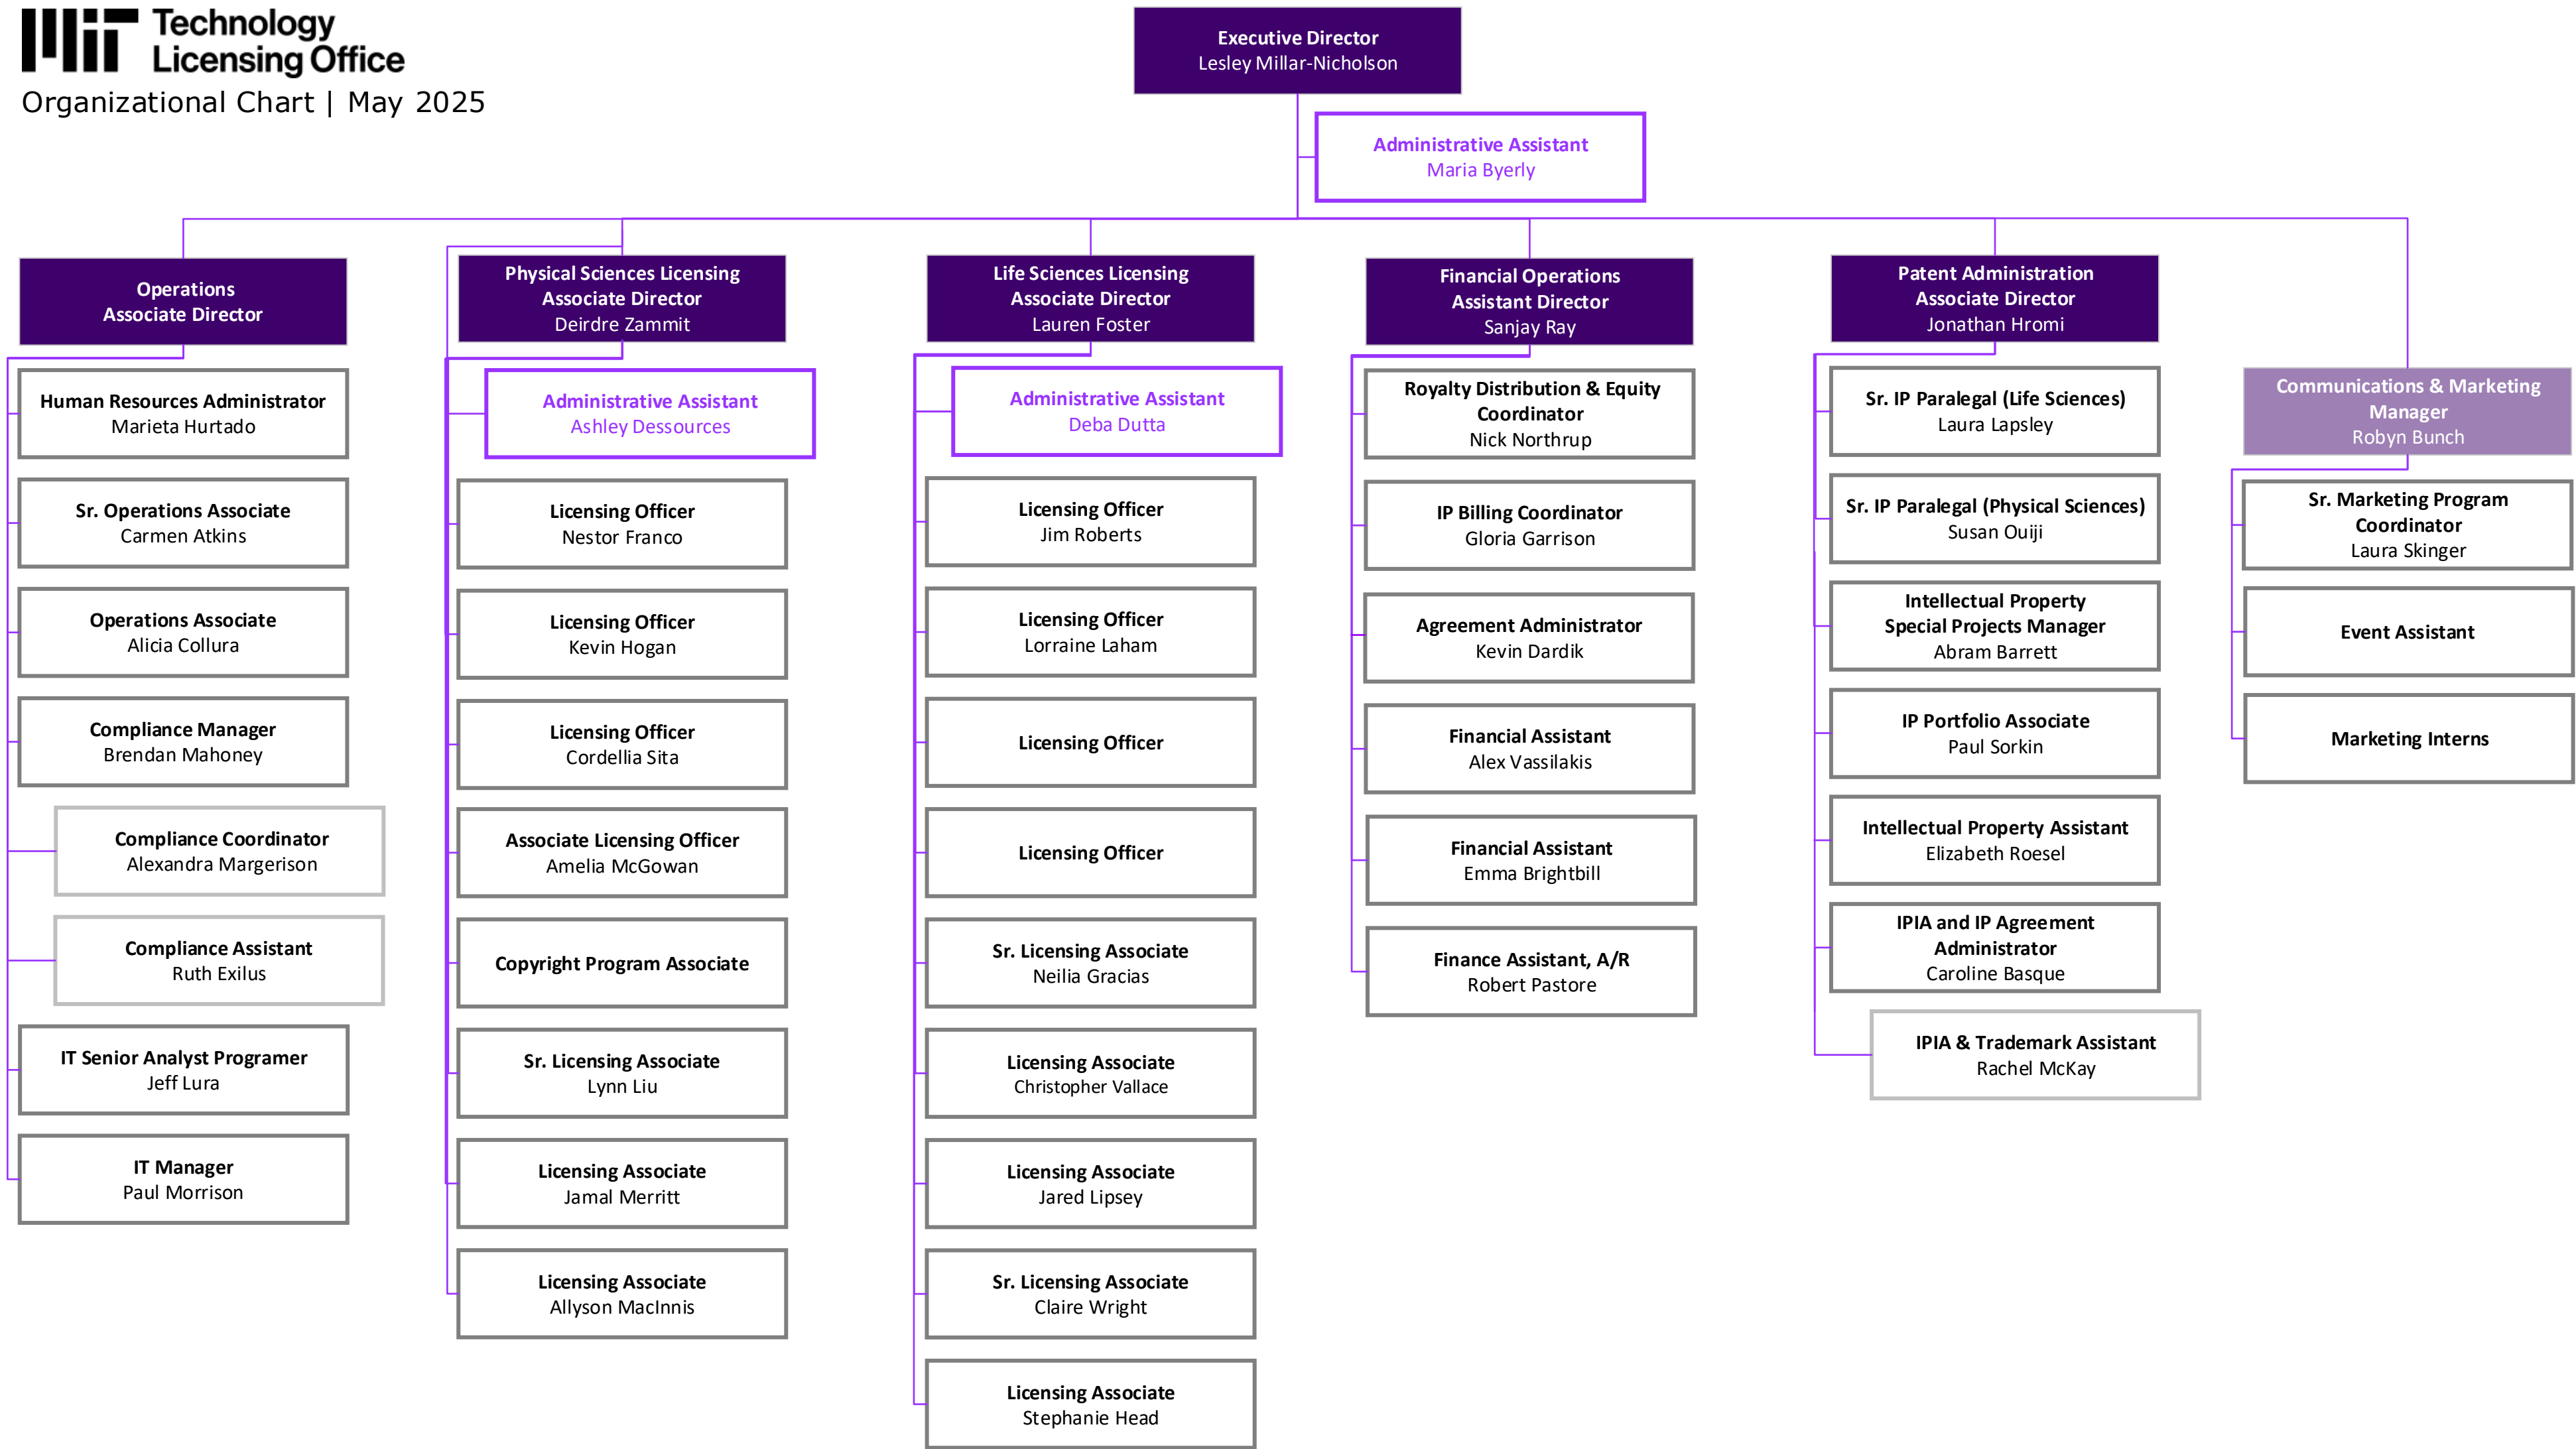 MIT Technology
Licensing Office
Organizational Chart | May 2025
Executive Director
Lesley Millar-Nicholson
Administrative Assistant
Maria Byerly
Operations
Associate Director
Human Resources Administrator
Marieta Hurtado
Sr. Operations Associate
Carmen Atkins
Operations Associate
Alicia Collura
Compliance Manager
Brendan Mahoney
Compliance Coordinator
Alexandra Margerison
Compliance Assistant
Ruth Exilus
IT Senior Analyst Programer
Jeff Lura
IT Manager
Paul Morrison
Physical Sciences Licensing
Associate Director
Deirdre Zammit
Administrative Assistant
Ashley Dessources
Licensing Officer
Nestor Franco
Licensing Officer
Kevin Hogan
Licensing Officer
Cordellia Sita
Associate Licensing Officer
Amelia McGowan
Copyright Program Associate
Sr. Licensing Associate
Lynn Liu
Licensing Associate
Jamal Merritt
Licensing Associate
Allyson MacInnis
Life Sciences Licensing
Associate Director
Lauren Foster
Administrative Assistant
Deba Dutta
Licensing Officer
Jim Roberts
Licensing Officer
Lorraine Laham
Licensing Officer
Licensing Officer
Sr. Licensing Associate
Neilia Gracias
Licensing Associate
Christopher Vallace
Licensing Associate
Jared Lipsey
Sr. Licensing Associate
Claire Wright
Licensing Associate
Stephanie Head
Financial Operations
Assistant Director
Sanjay Ray
Royalty Distribution & Equity
Coordinator
Nick Northrup
IP Billing Coordinator
Gloria Garrison
Agreement Administrator
Kevin Dardik
Financial Assistant
Alex Vassilakis
Financial Assistant
Emma Brightbill
Finance Assistant, A/R
Robert Pastore
Patent Administration
Associate Director
Jonathan Hromi
Sr. IP Paralegal (Life Sciences)
Laura Lapsley
Sr. IP Paralegal (Physical Sciences)
Susan Ouiji
Intellectual Property
Special Projects Manager
Abram Barrett
IP Portfolio Associate
Paul Sorkin
Intellectual Property Assistant
Elizabeth Roesel
IPIA and IP Agreement
Administrator
Caroline Basque
IPIA & Trademark Assistant
Rachel McKay
Communications & Marketing
Manager
Robyn Bunch
Sr. Marketing Program
Coordinator
Laura Skinger
Event Assistant
Marketing Interns